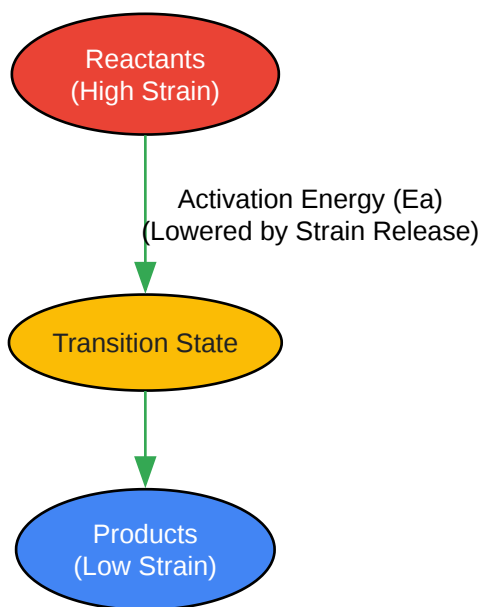 Reactants
(High Strain)
Activation Energy (Ea)
(Lowered by Strain Release)
Transition State
Products
(Low Strain)